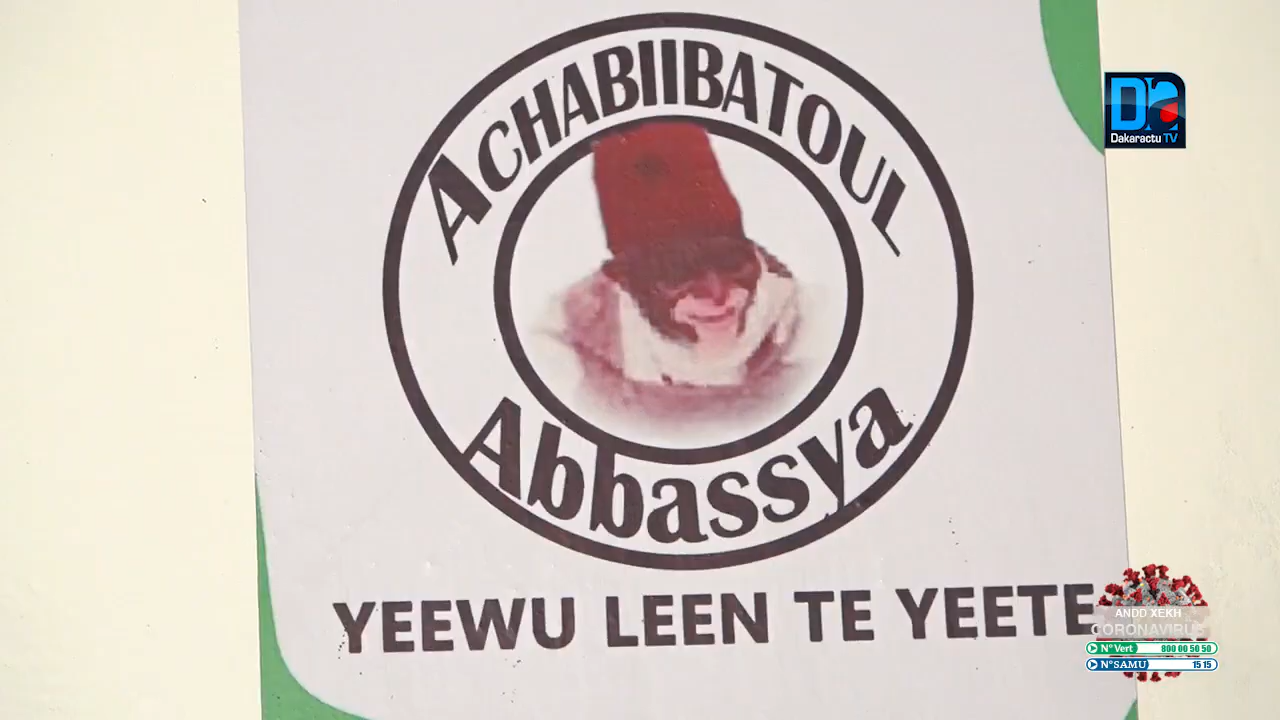 ACHABIIBATOUL
Abbassya
YEEWU LEEN TE YEETE
Dakaractu TV
ANDD XEKH
CORONAVIRUS
N° Vert 800 00 50 50
N° SAMU 15 15